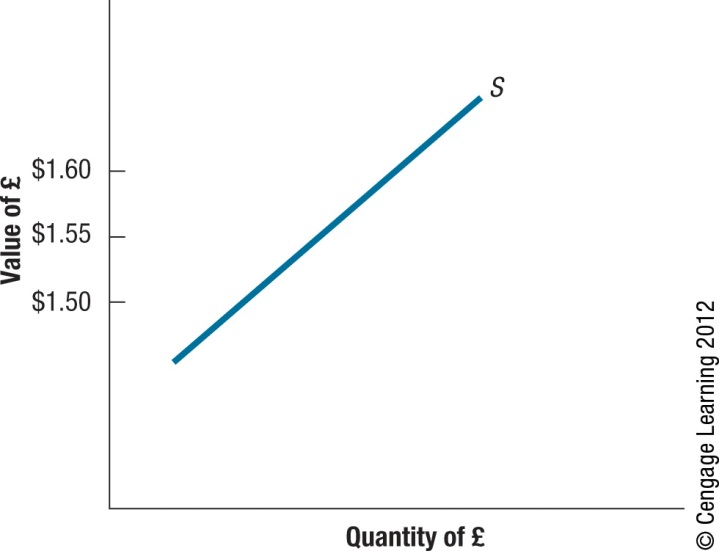 S
$1.60
$1.55
$1.50
Value of £
Quantity of £
© Cengage Learning 2012